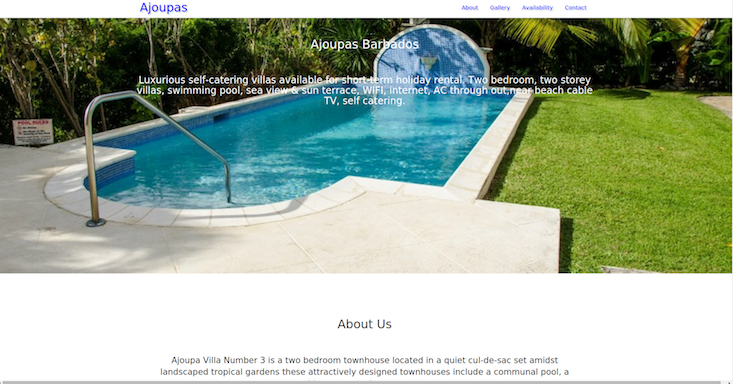 Ajoupas
About Gallery Availability Contact
Ajoupas Barbados
Luxurious self-catering villas available for short-term holiday rental. Two bedroom, two storey
villas, swimming pool, sea view & sun terrace, WIFI, internet, AC through out,near beach cable
TV, self catering.
POOL RULES
About Us
Ajoupa Villa Number 3 is a two bedroom townhouse located in a quiet cul-de-sac set amidst
landscaped tropical gardens these attractively designed townhouses include a communal pool, a